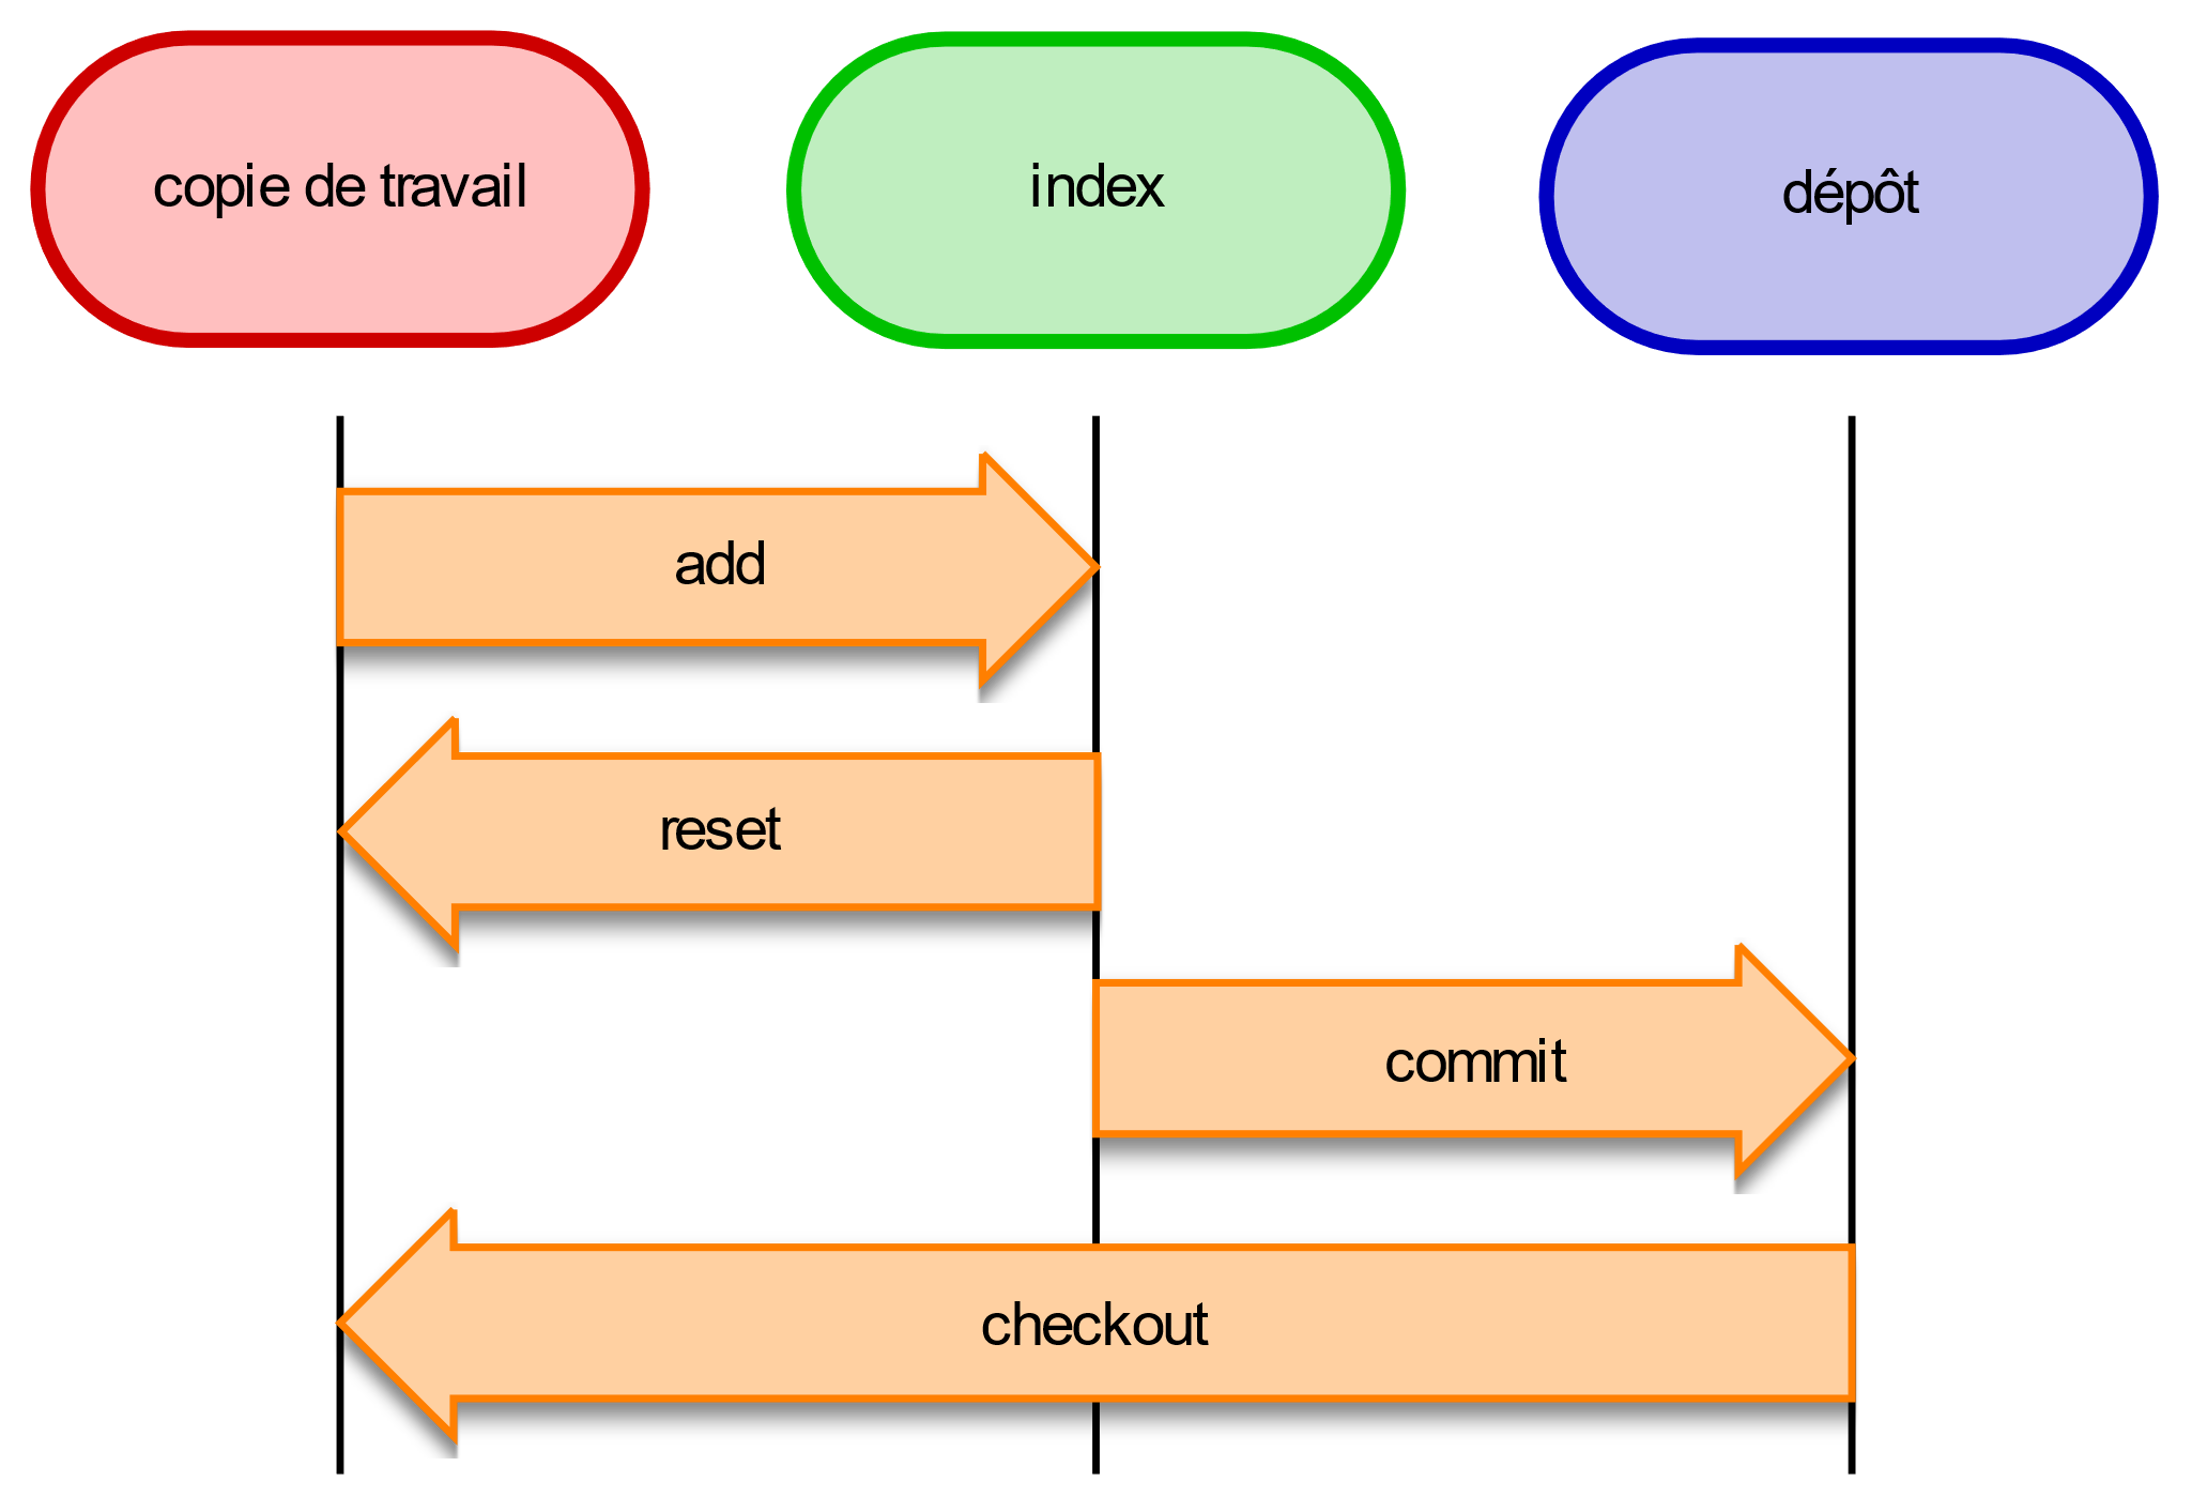 copie de travail
index
dépôt
add
reset
commit
checkout